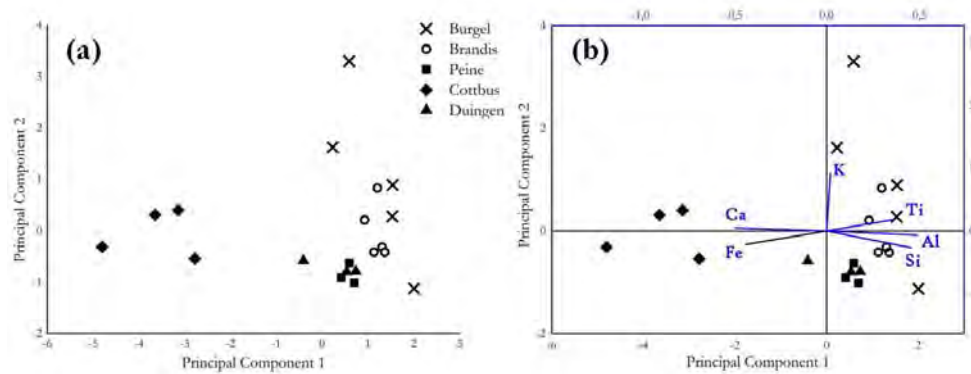 (a)
Burgel
Brandis
Peine
Cottbus
Duingen
Principal Component 2
4
3
2
1
0
-1
-2
-6 -5 -4 -3 -2 -1 0 1 2
Principal Component 1
(b)
-1,0 -0,5 0,0 0,5
Principal Component 2
4
2
0
-2
K
Ti
Ca
Al
Fe
Si
-4 -2 0 2
Principal Component 1